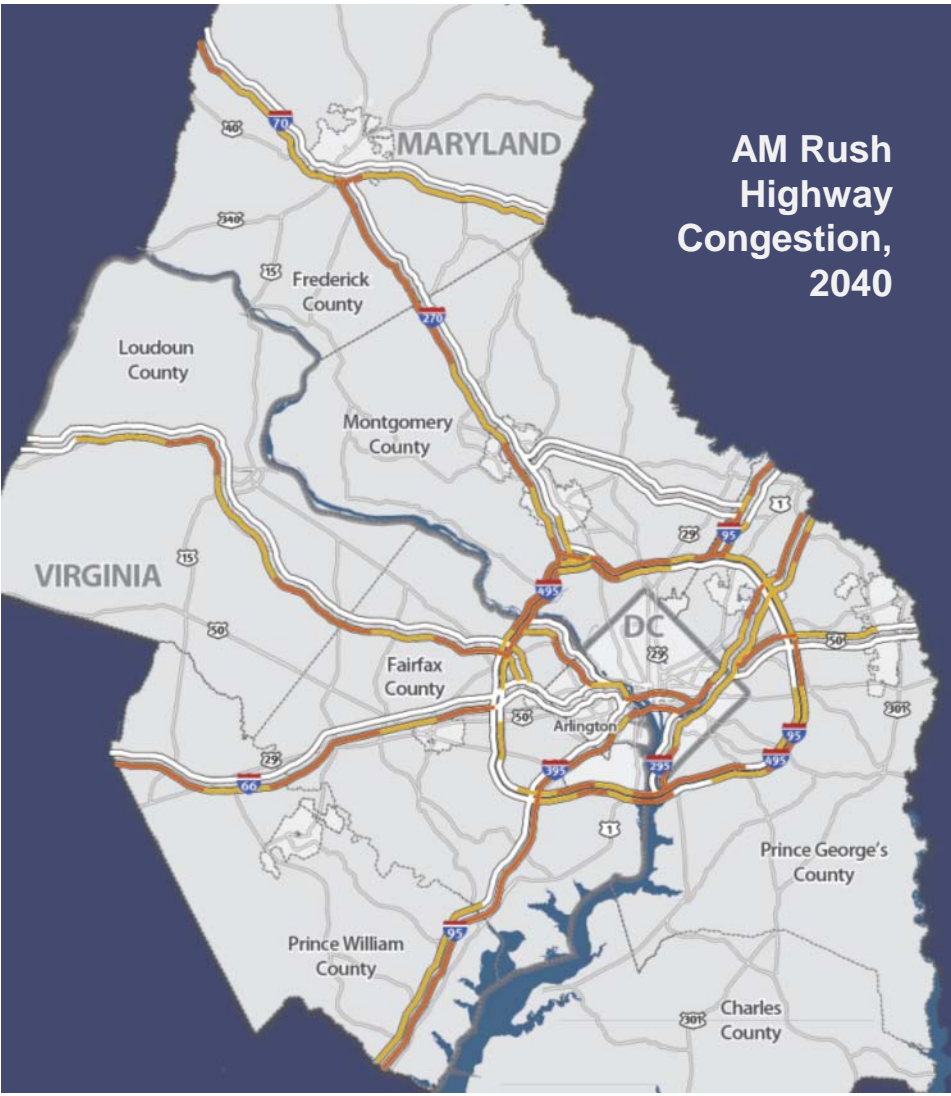 AM Rush
Highway
Congestion,
2040
70
40
MARYLAND
340
15
Frederick
County
270
Loudoun
County
Montgomery
County
1
29
95
15
VIRGINIA
495
DC
50
29
50
Fairfax
County
301
50
Arlington
95
29
395
295
495
66
1
Prince George's
County
95
Prince William
County
Charles
County
301